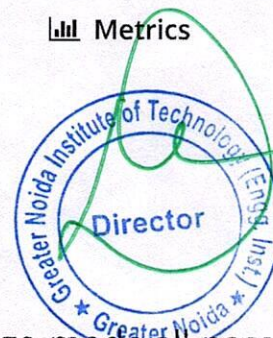 Metrics
Greater Noida Institute of Technology (Engg. Inst.)
Director
Greater Noida